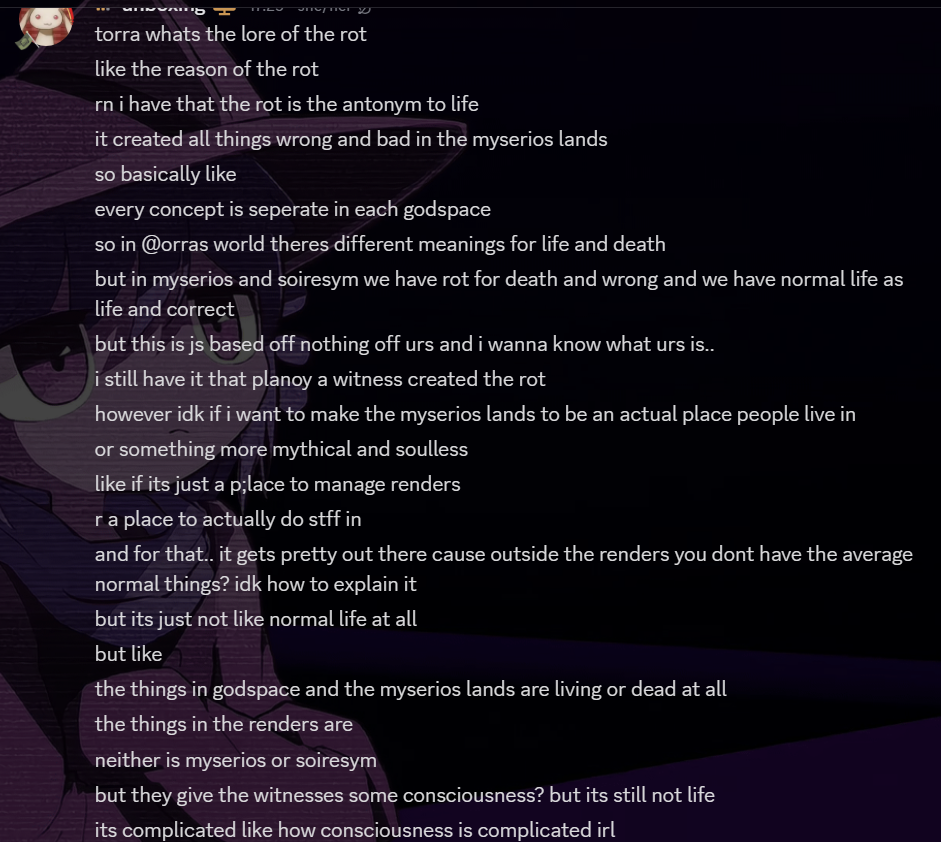 torra whats the lore of the rot
like the reason of the rot
rn i have that the rot is the antonym to life
it created all things wrong and bad in the myserios lands
so basically like
every concept is seperate in each godspace
so in @orras world theres different meanings for life and death
but in myserios and soiresym we have rot for death and wrong and we have normal life as
life and correct
but this is js based off nothing off urs and i wanna know what urs is..
i still have it that planoy a witness created the rot
however idk if i want to make the myserios lands to be an actual place people live in
or something more mythical and soulless
like if its just a p;lace to manage renders
r a place to actually do stff in
and for that.. it gets pretty out there cause outside the renders you dont have the average
normal things? idk how to explain it
but its just not like normal life at all
but like
the things in godspace and the myserios lands are living or dead at all
the things in the renders are
neither is myserios or soiresym
but they give the witnesses some consciousness? but its still not life
its complicated like how consciousness is complicated irl